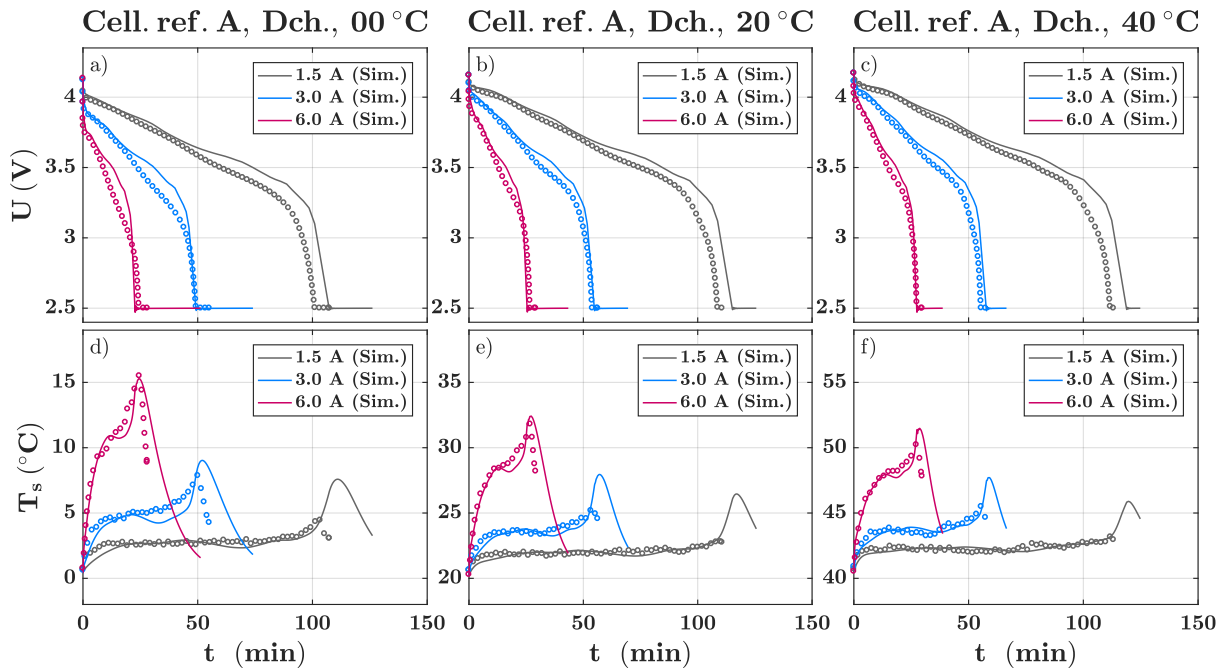 Cell. ref. A, Dch., 00 °C
Cell. ref. A, Dch., 20 °C
Cell. ref. A, Dch., 40 °C
a)
1.5 A (Sim.)
3.0 A (Sim.)
6.0 A (Sim.)
b)
1.5 A (Sim.)
3.0 A (Sim.)
6.0 A (Sim.)
c)
1.5 A (Sim.)
3.0 A (Sim.)
6.0 A (Sim.)
U (V)
4
3.5
3
2.5
4
3.5
3
2.5
4
3.5
3
2.5
d)
1.5 A (Sim.)
3.0 A (Sim.)
6.0 A (Sim.)
e)
1.5 A (Sim.)
3.0 A (Sim.)
6.0 A (Sim.)
f)
1.5 A (Sim.)
3.0 A (Sim.)
6.0 A (Sim.)
Ts (°C)
15
10
5
0
35
30
25
20
55
50
45
40
0 50 100 150
0 50 100 150
0 50 100 150
t (min)
t (min)
t (min)